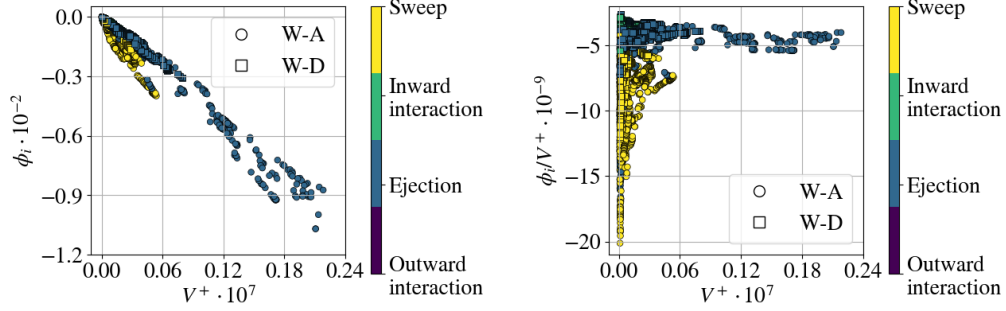 0.0
−0.3
−0.6
−0.9
−1.2
ϕᵢ · 10⁻²
0.00 0.06 0.12 0.18 0.24
V⁺ · 10⁷
W-A
W-D
Sweep
Inward
interaction
Ejection
Outward
interaction
−5
−10
−15
−20
ϕᵢ/V⁺ · 10⁻⁹
0.00 0.06 0.12 0.18 0.24
V⁺ · 10⁷
W-A
W-D
Sweep
Inward
interaction
Ejection
Outward
interaction